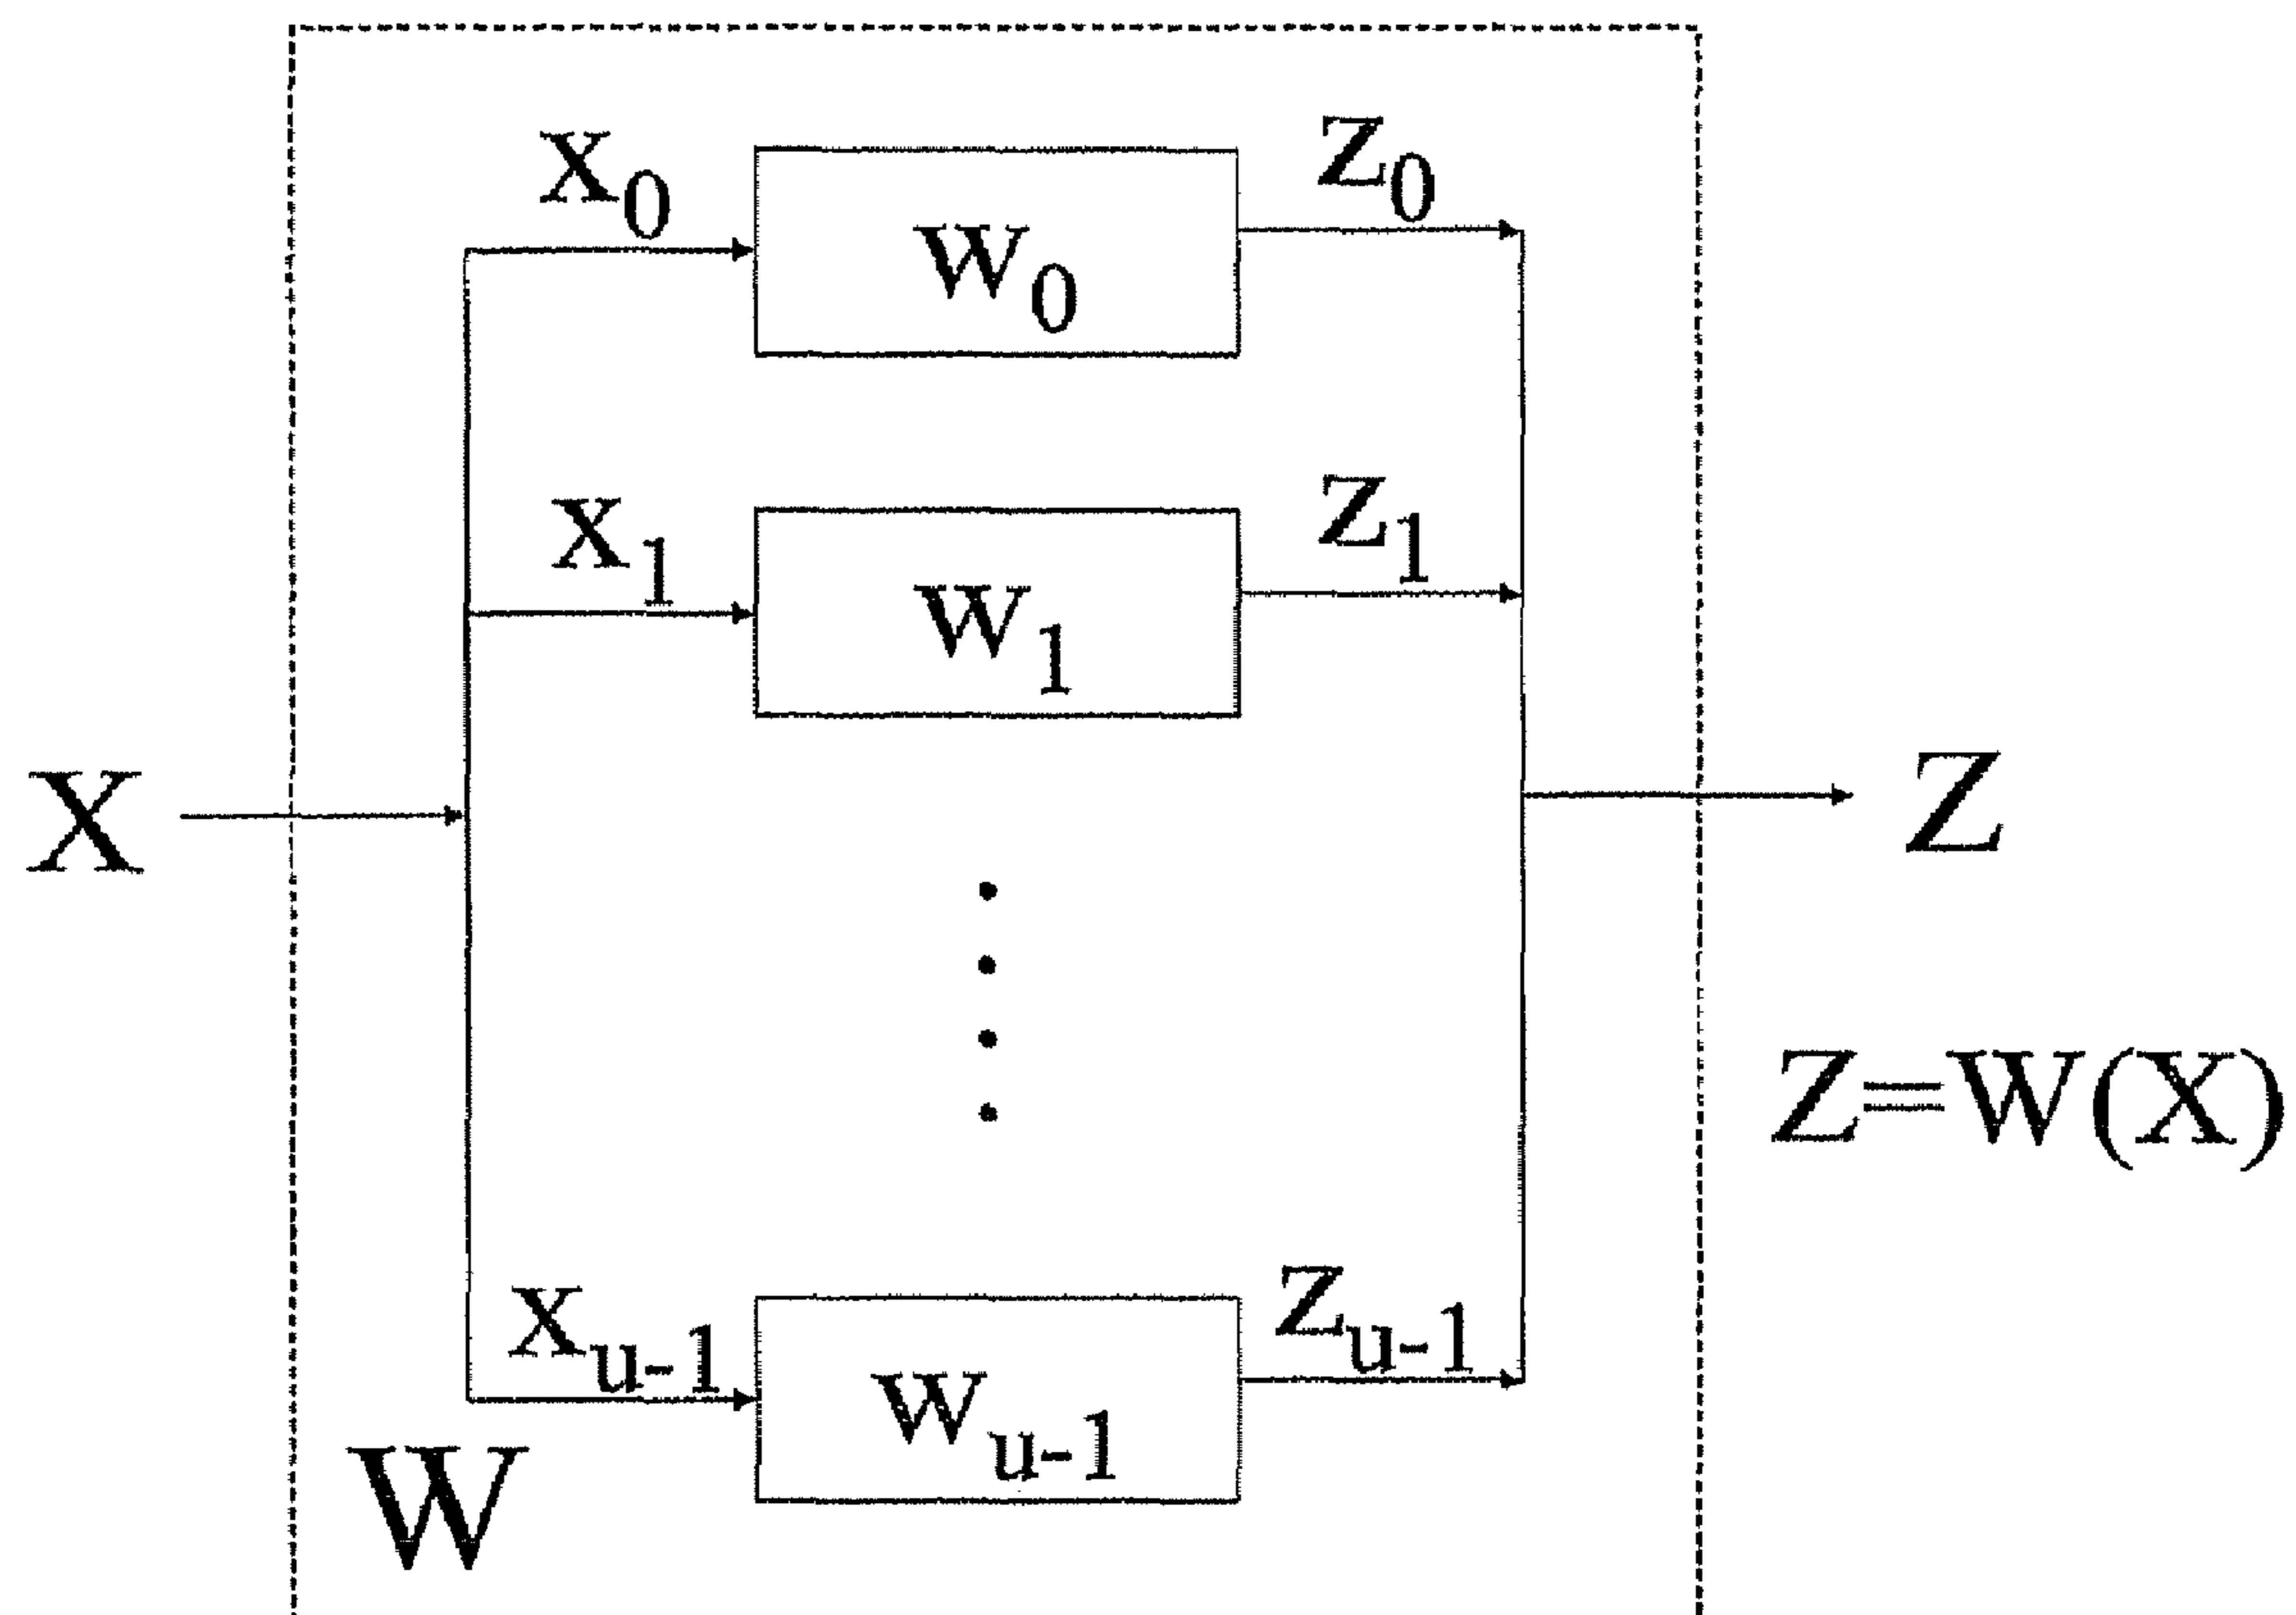 x₀ z₀
w₀
x₁ z₁
w₁
X Z
Z=W(X)
xᵤ₋₁ zᵤ₋₁
wᵤ₋₁
W